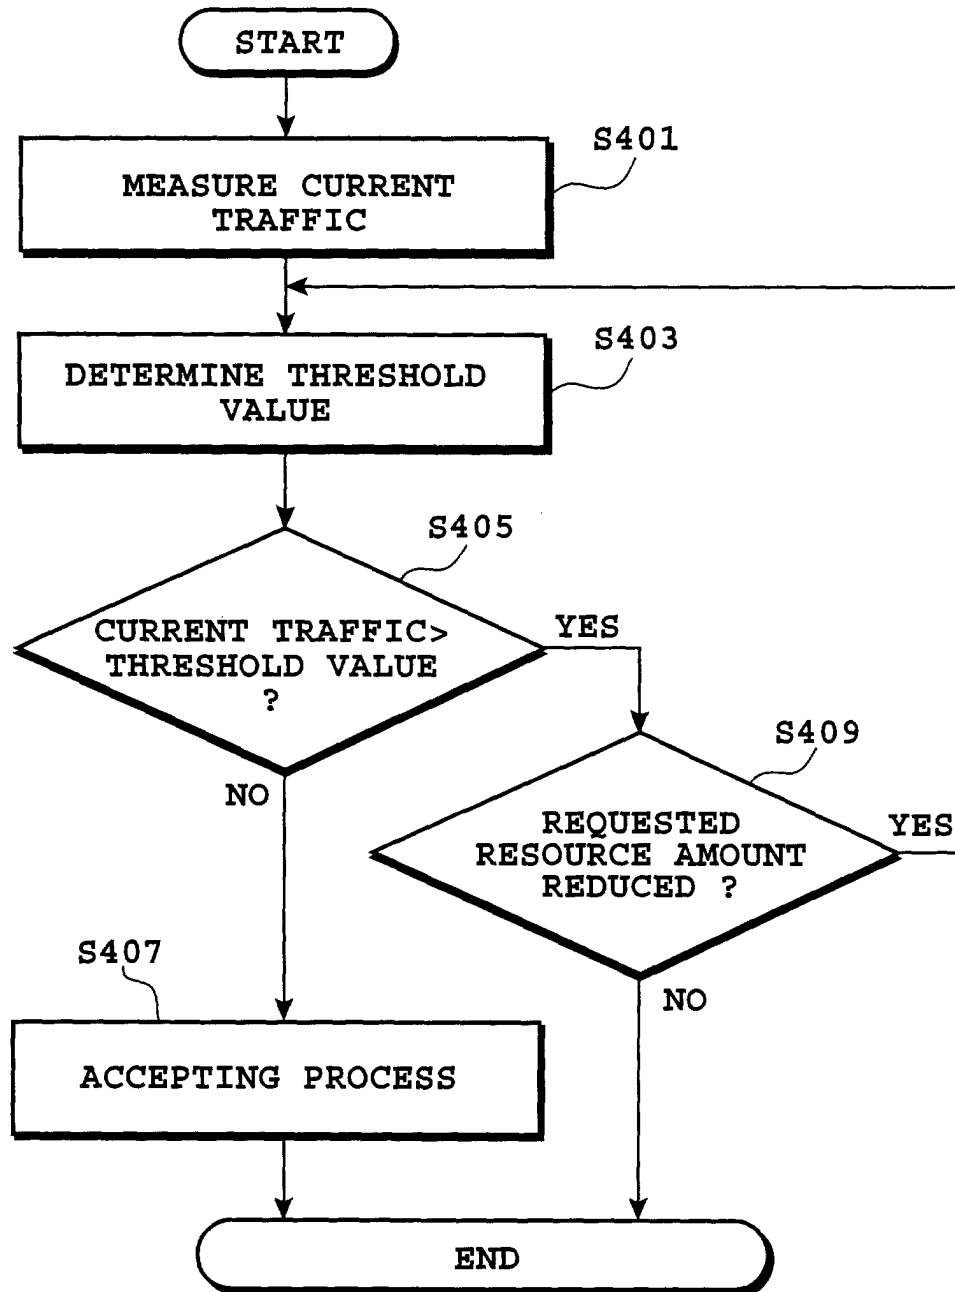 START
S401
MEASURE CURRENT
TRAFFIC
S403
DETERMINE THRESHOLD
VALUE
S405
CURRENT TRAFFIC>
THRESHOLD VALUE
?
YES
NO
S409
REQUESTED
RESOURCE AMOUNT
REDUCED ?
YES
NO
S407
ACCEPTING PROCESS
END